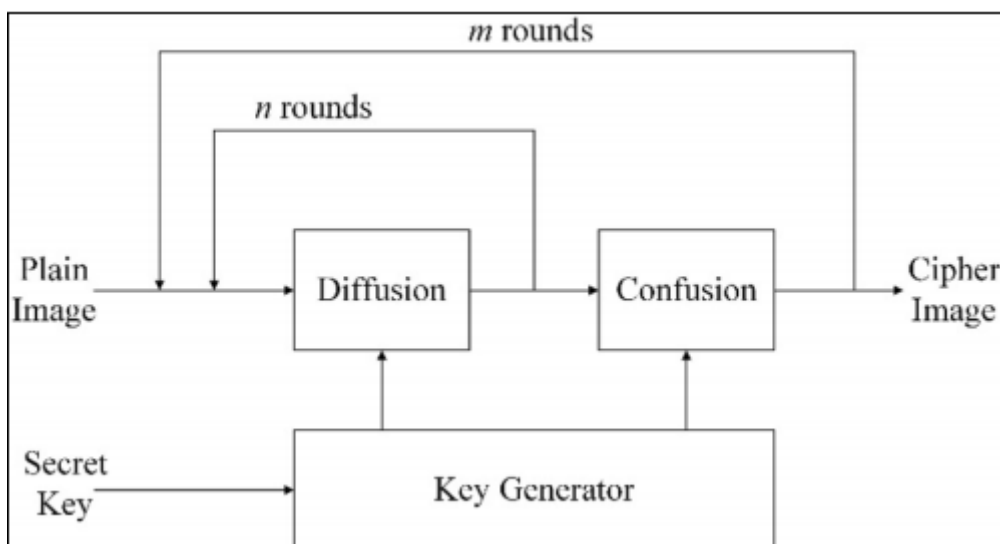 m rounds
n rounds
Plain
Image
Diffusion
Confusion
Cipher
Image
Secret
Key
Key Generator